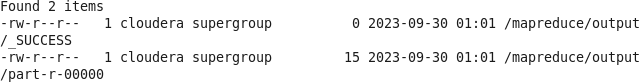 Found 2 items
-rw-r--r--   1 cloudera supergroup          0 2023-09-30 01:01 /mapreduce/output
/_SUCCESS
-rw-r--r--   1 cloudera supergroup         15 2023-09-30 01:01 /mapreduce/output
/part-r-00000